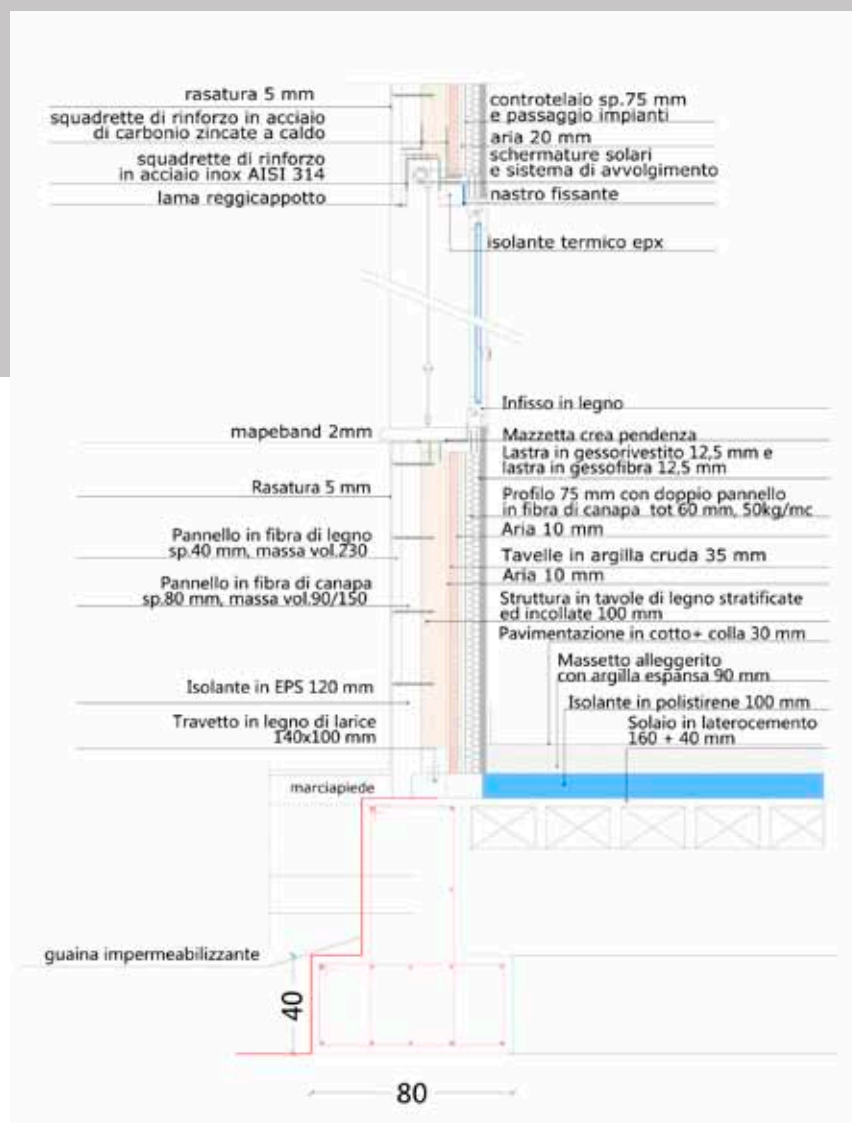 rasatura 5 mm
squadrette di rinforzo in acciaio
di carbonio zincate a caldo
squadrette di rinforzo
in acciaio inox AISI 314
lama reggicappotto
controtelaio sp.75 mm
e passaggio impianti
aria 20 mm
schermature solari
e sistema di avvolgimento
nastro fissante
isolante termico epx
Infisso in legno
mapeband 2mm
Rasatura 5 mm
Pannello in fibra di legno
sp.40 mm, massa vol.230
Pannello in fibra di canapa
sp.80 mm, massa vol.90/150
Isolante in EPS 120 mm
Travetto in legno di larice
140x100 mm
marciapiede
Mazzetta crea pendenza
Lastra in gessorivestito 12,5 mm e
lastra in gessofibra 12,5 mm
Profilo 75 mm con doppio pannello
in fibra di canapa tot 60 mm, 50kg/mc
Aria 10 mm
Tavelle in argilla cruda 35 mm
Aria 10 mm
Struttura in tavole di legno stratificate
ed incollate 100 mm
Pavimentazione in cotto+ colla 30 mm
Massetto alleggerito
con argilla espansa 90 mm
Isolante in polistirene 100 mm
Solaio in laterocemento
160 + 40 mm
guaina impermeabilizzante
40
80